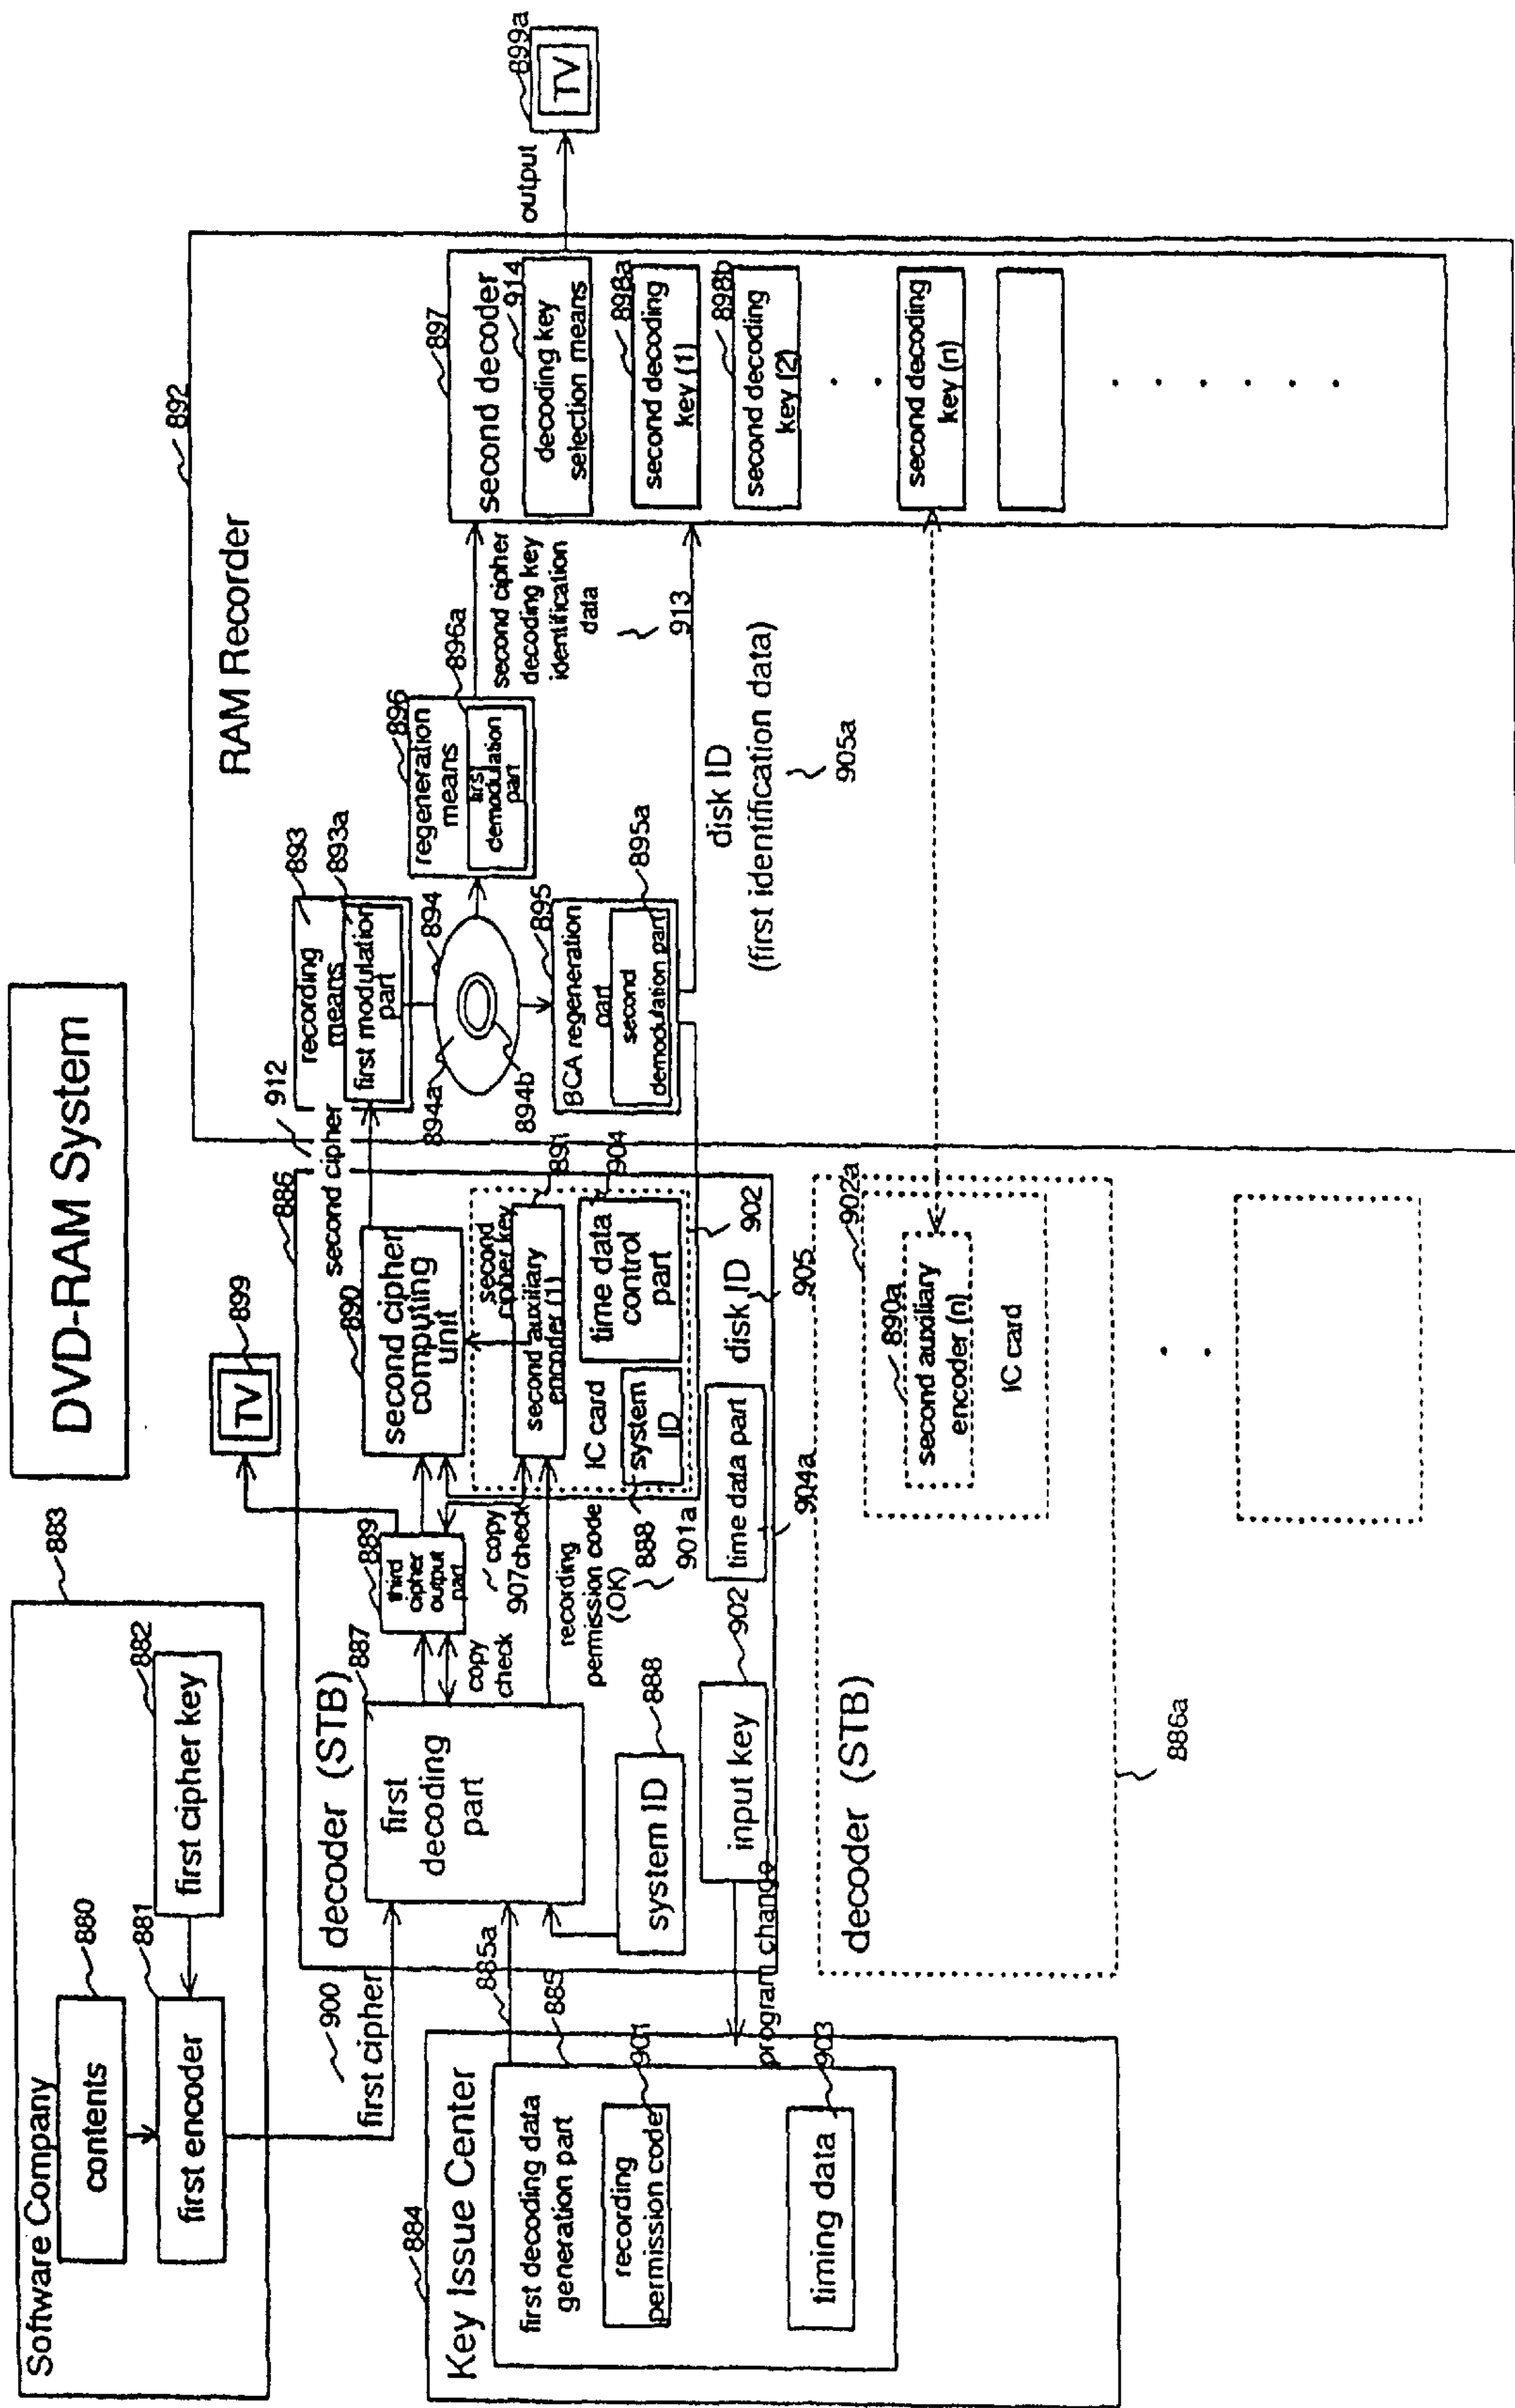 DVD-RAM System
Software Company
883
contents
880
first encoder
881
first cipher key
882
900
first cipher
884
Key Issue Center
first decoding data
generation part
885
885a
recording
permission code
901
timing data
903
program change
886
decoder (STB)
first
decoding
part
887
system ID
888
input key
902
copy
check
third
cipher
output
part
889
copy
907check
recording
permission code
(OK)
901a
TV
899
second cipher
computing
unit
890
second
cipher key
second auxiliary
encoder (1)
891
IC card
system
ID
888
time data
control
part
904
902
time data part
904a
disk ID
905
second cipher
912
decoder (STB)
886a
902a
890a
second auxiliary
encoder (n)
IC card
892
RAM Recorder
recording
means
893
first modulation
part
893a
894
894a
894b
BCA regeneration
part
895
second
demodulation part
895a
regeneration
means
896
first
demodulation
part
896a
second cipher
decoding key
identification
data
913
disk ID
(first identification data)
905a
897
second decoder
914
decoding key
selection means
898a
second decoding
key (1)
898b
second decoding
key (2)
second decoding
key (n)
output
TV
899a